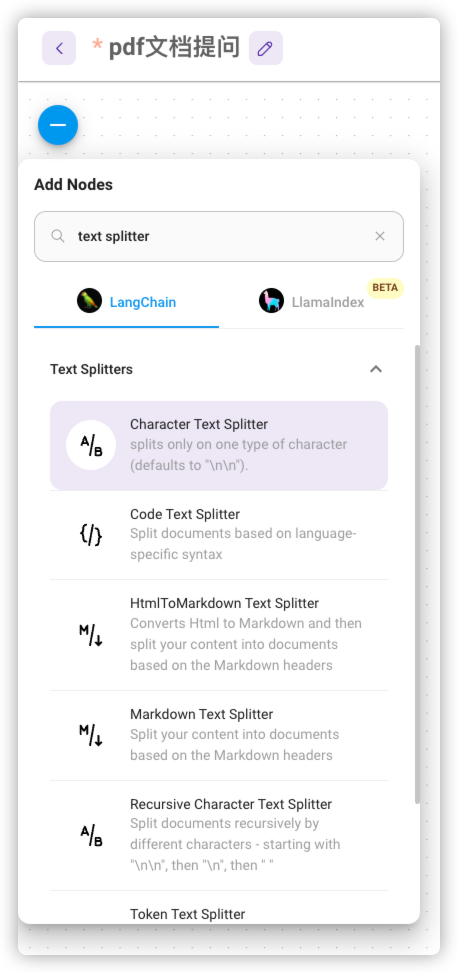 * pdf文档提问
Add Nodes
text splitter
LangChain
LlamaIndex
BETA
Text Splitters
A/B
Character Text Splitter
splits only on one type of character
(defaults to "\n\n").
{/}
Code Text Splitter
Split documents based on language-
specific syntax
M/↓
HtmlToMarkdown Text Splitter
Converts Html to Markdown and then
split your content into documents
based on the Markdown headers
M/↓
Markdown Text Splitter
Split your content into documents
based on the Markdown headers
A/B
Recursive Character Text Splitter
Split documents recursively by
different characters - starting with
"\n\n", then "\n", then " "
Token Text Splitter